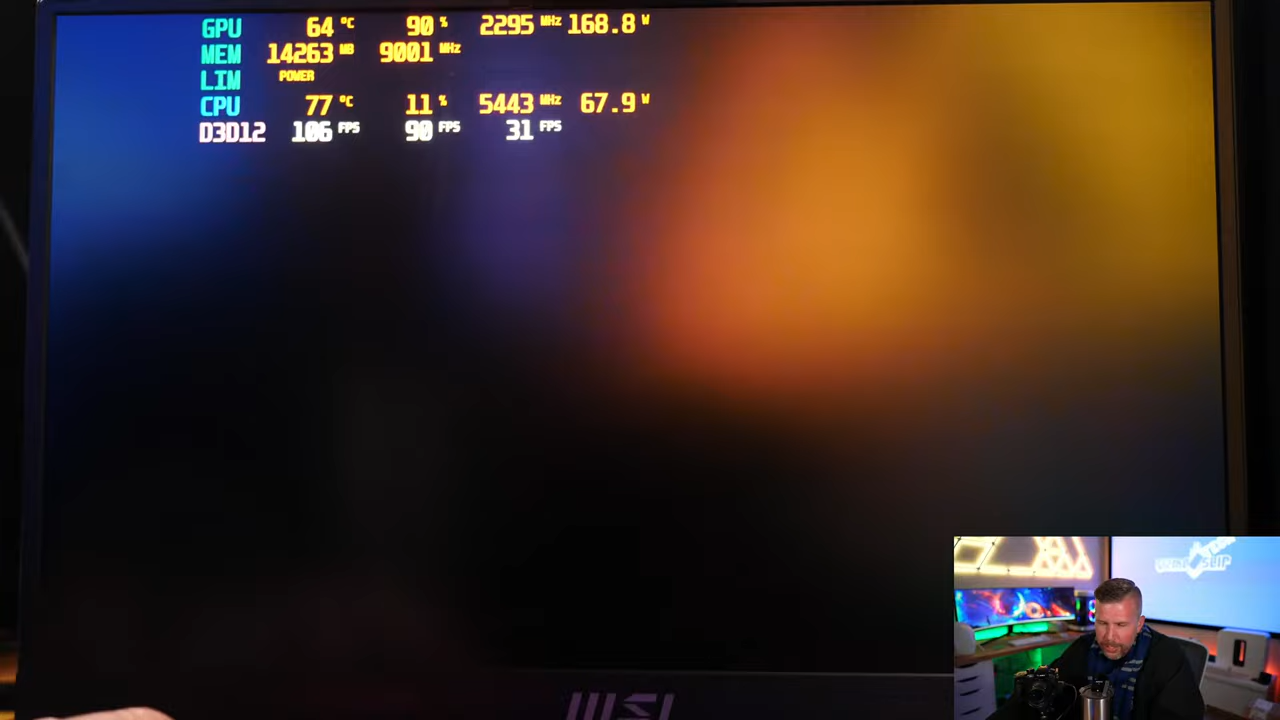 GPU 64 °C 90 % 2295 MHz 168.8 W
MEM 14263 MB 9001 MHz
LIM POWER
CPU 77 °C 11 % 5443 MHz 67.9 W
D3D12 106 FPS 90 FPS 31 FPS
msi